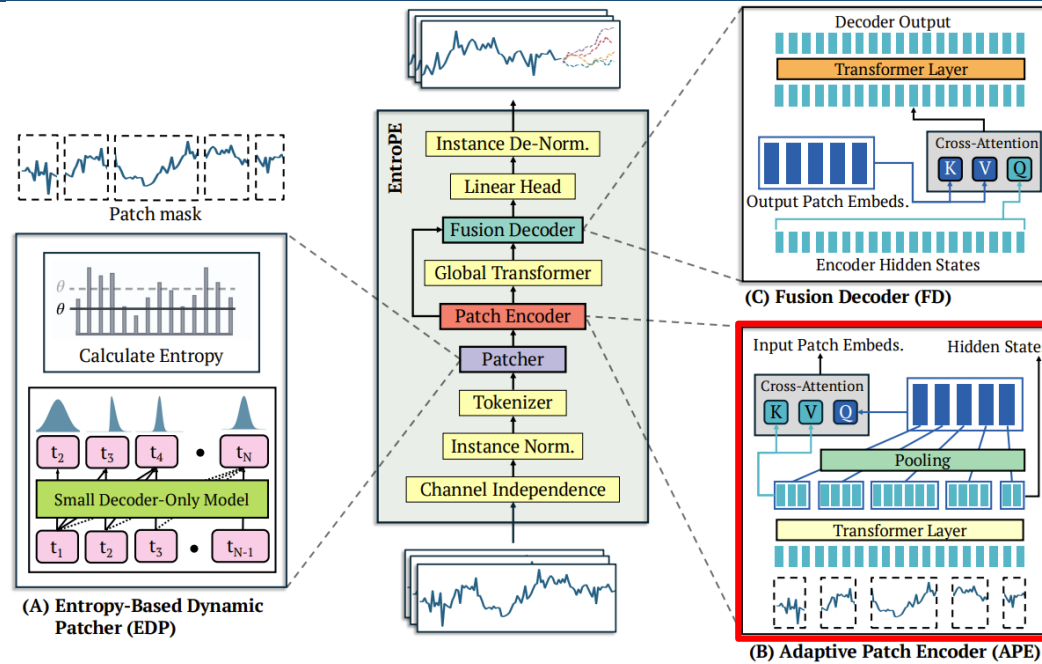 Patch mask
θ
θ
Calculate Entropy
t₂ t₃ t₄ • t_N
Small Decoder-Only Model
t₁ t₂ t₃ • t_N-1
(A) Entropy-Based Dynamic
Patcher (EDP)
EntroPE
Instance De-Norm.
Linear Head
Fusion Decoder
Global Transformer
Patch Encoder
Patcher
Tokenizer
Instance Norm.
Channel Independence
Decoder Output
Transformer Layer
Cross-Attention
K V Q
Output Patch Embeds.
Encoder Hidden States
(C) Fusion Decoder (FD)
Input Patch Embeds. Hidden State
Cross-Attention
K V Q
Pooling
Transformer Layer
(B) Adaptive Patch Encoder (APE)